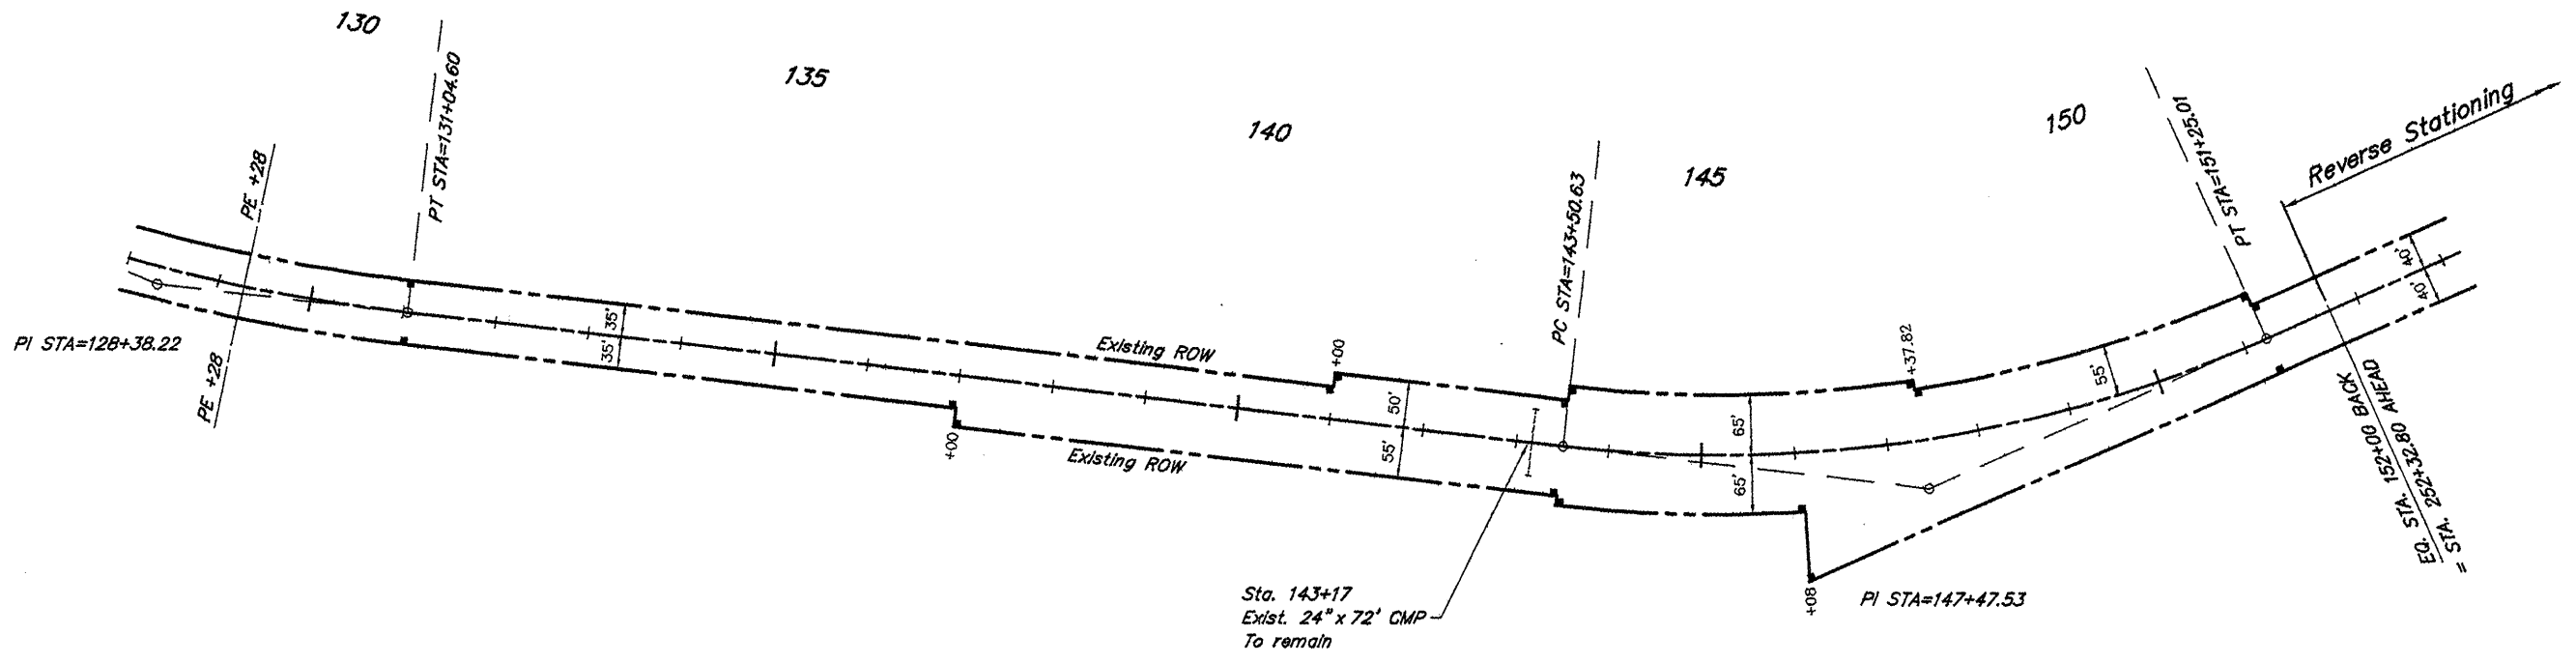 130
135
140
145
150
PT STA=131+04.60
PE +28
PE +28
PI STA=128+38.22
35'
35'
Existing ROW
+00
+00
Existing ROW
50'
55'
PC STA=143+50.63
Sta. 143+17
Exist. 24" x 72' CMP
To remain
65'
65'
+37.82
+08
PI STA=147+47.53
55'
PT STA=151+25.01
Reverse Stationing
40'
40'
EQ. STA. 152+00 BACK
= STA. 252+32.80 AHEAD